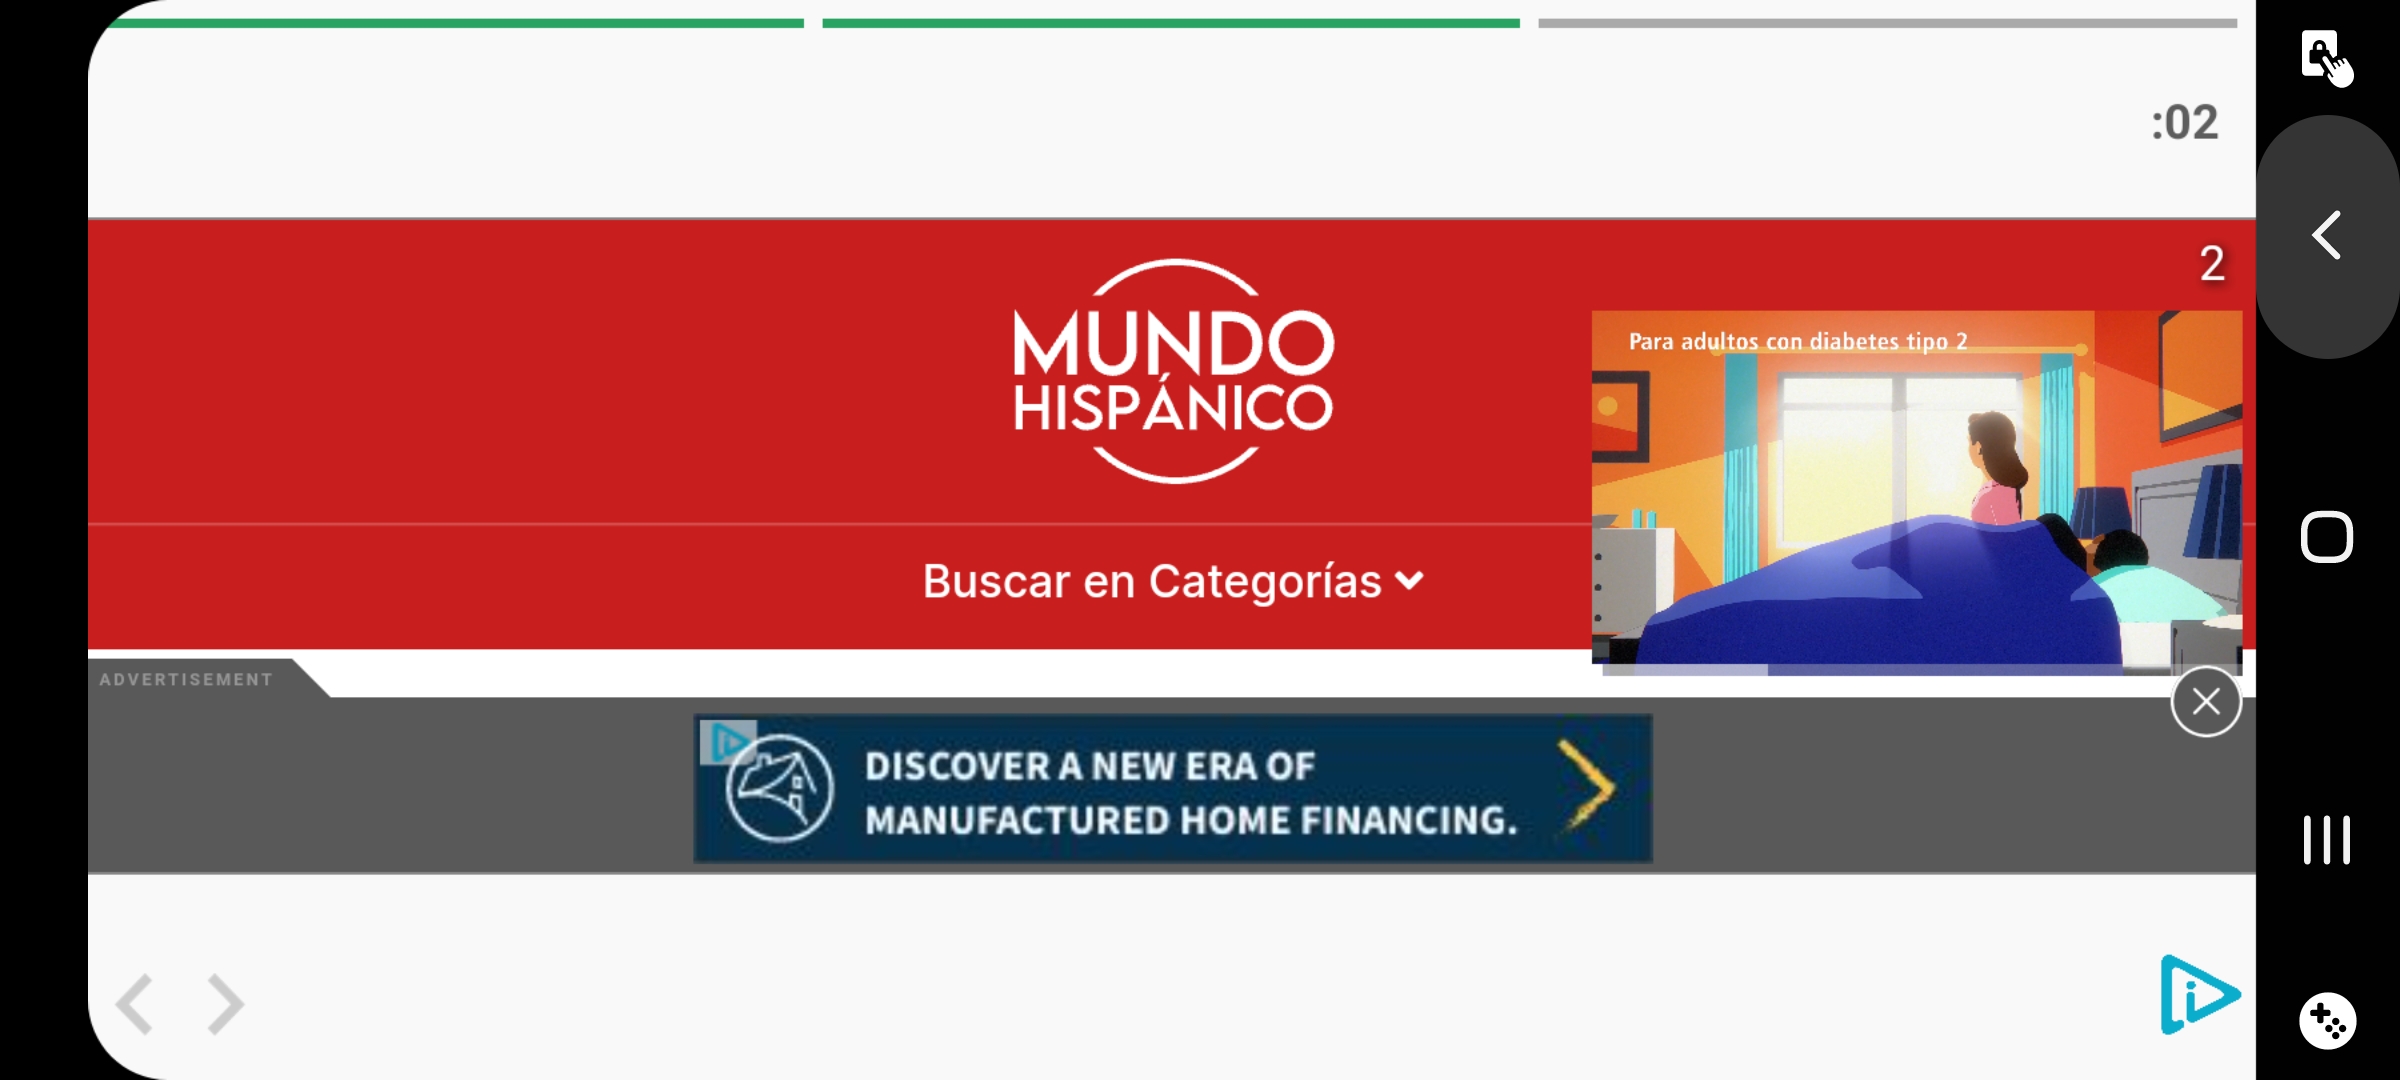 :02
2
MUNDO
HISPÁNICO
Para adultos con diabetes tipo 2
Buscar en Categorías
ADVERTISEMENT
DISCOVER A NEW ERA OF
MANUFACTURED HOME FINANCING.